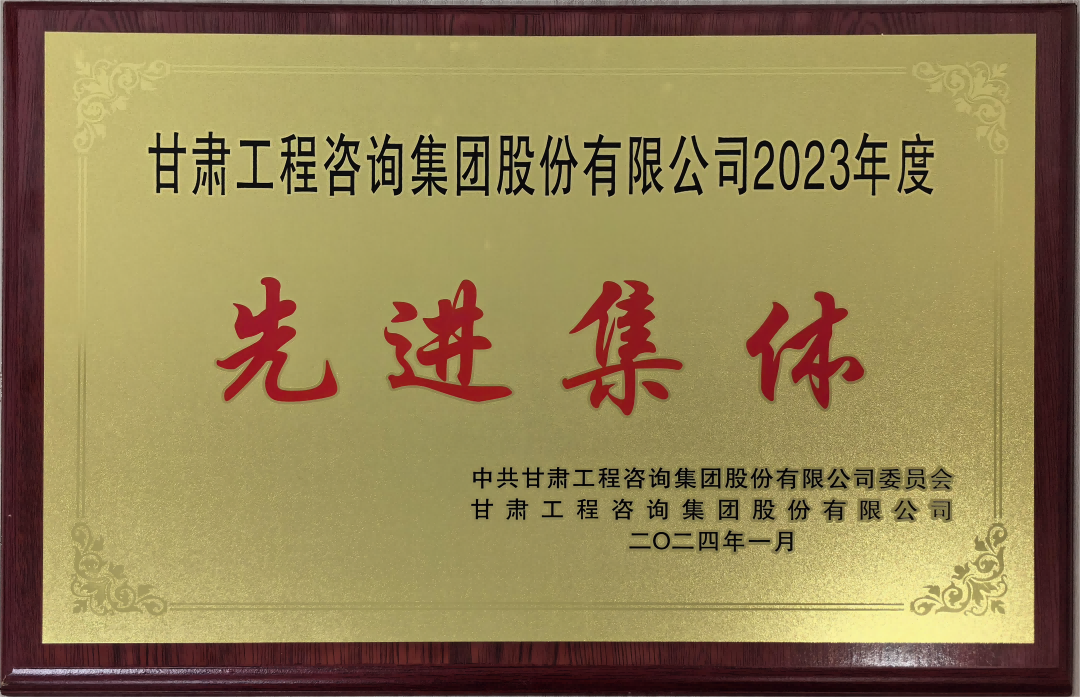 甘肃工程咨询集团股份有限公司2023年度
先进集体
中共甘肃工程咨询集团股份有限公司委员会
甘肃工程咨询集团股份有限公司
二〇二四年一月